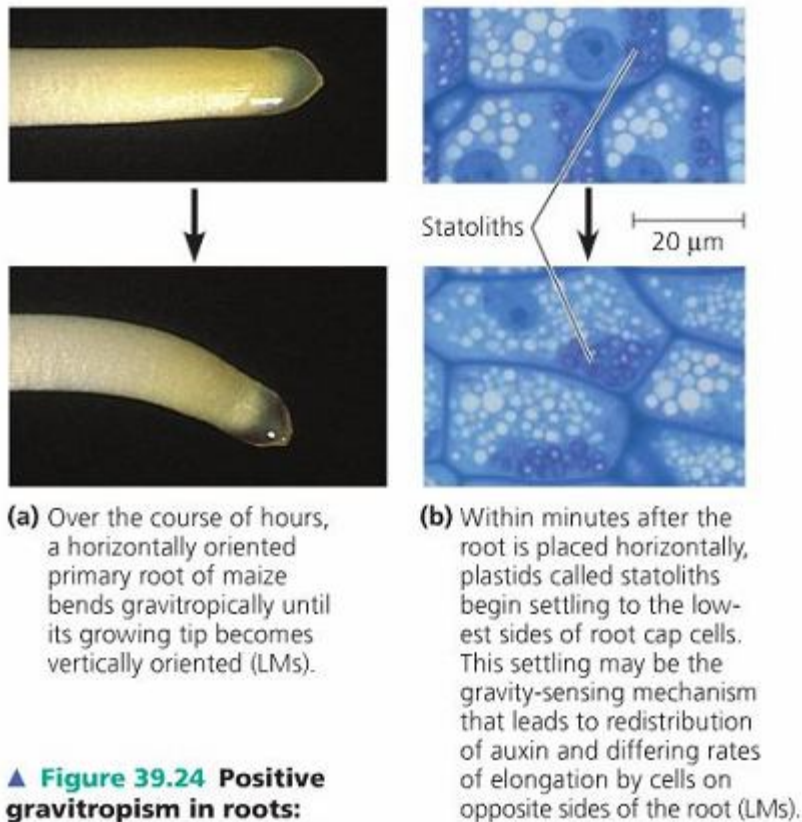 Statoliths
20 μm
(a) Over the course of hours,
a horizontally oriented
primary root of maize
bends gravitropically until
its growing tip becomes
vertically oriented (LMs).
(b) Within minutes after the
root is placed horizontally,
plastids called statoliths
begin settling to the low-
est sides of root cap cells.
This settling may be the
gravity-sensing mechanism
that leads to redistribution
of auxin and differing rates
of elongation by cells on
opposite sides of the root (LMs).
▲ Figure 39.24 Positive
gravitropism in roots: